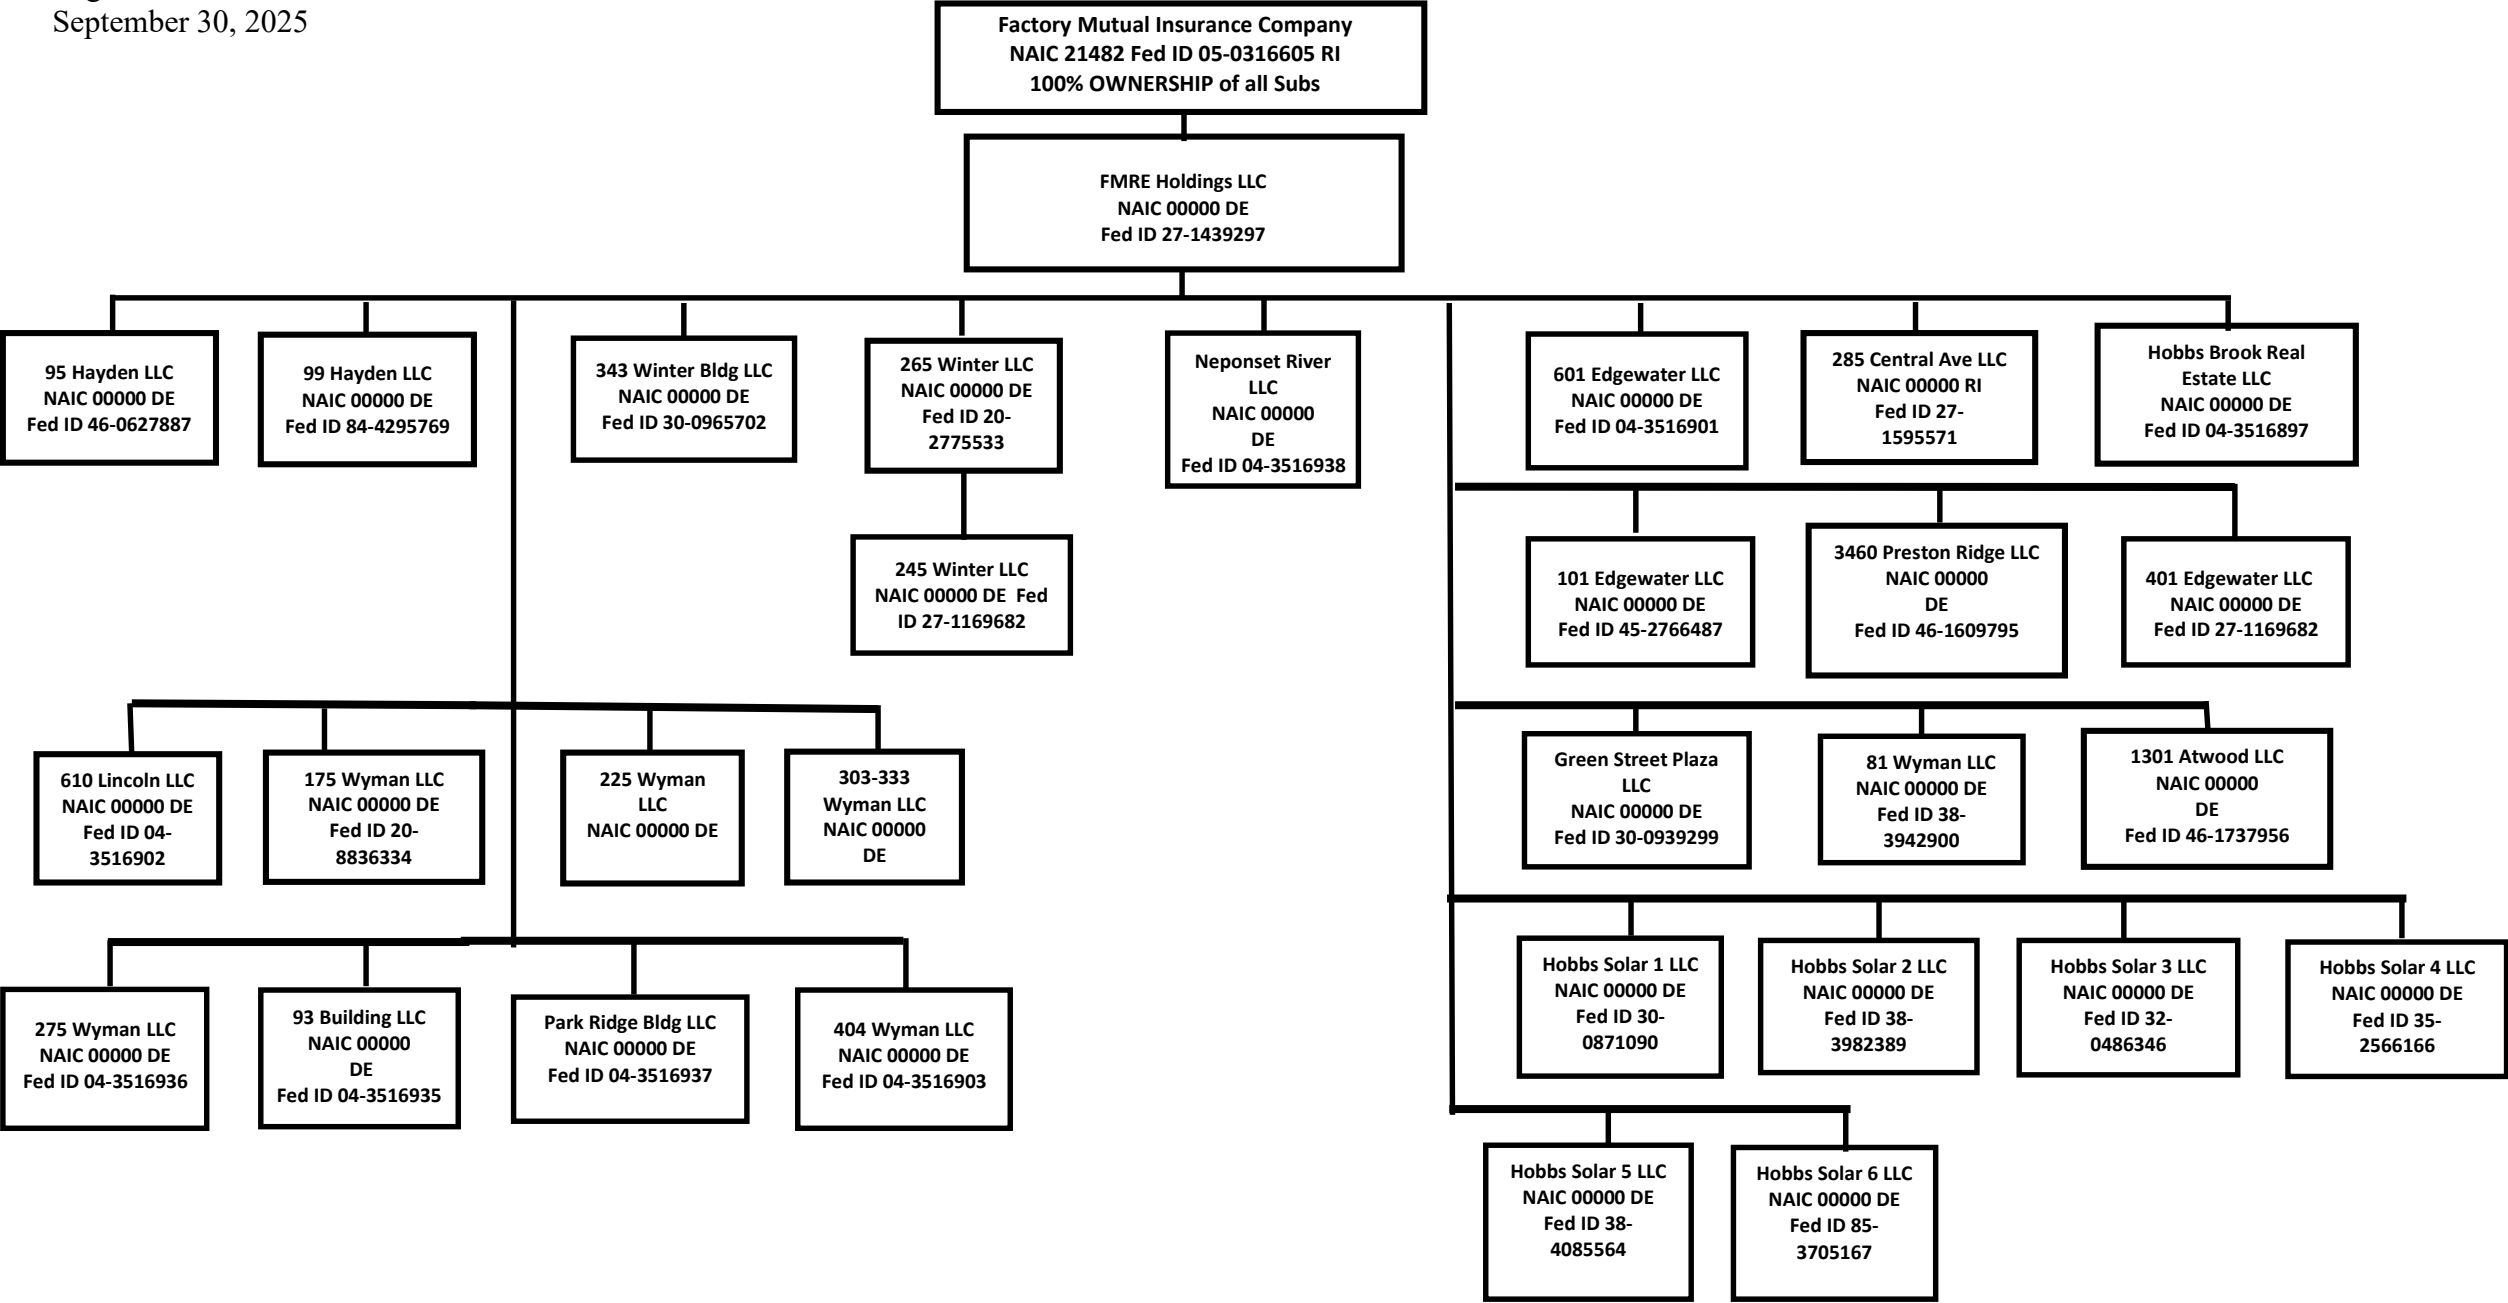 September 30, 2025
Factory Mutual Insurance Company
NAIC 21482 Fed ID 05-0316605 RI
100% OWNERSHIP of all Subs
FMRE Holdings LLC
NAIC 00000 DE
Fed ID 27-1439297
95 Hayden LLC
NAIC 00000 DE
Fed ID 46-0627887
99 Hayden LLC
NAIC 00000 DE
Fed ID 84-4295769
343 Winter Bldg LLC
NAIC 00000 DE
Fed ID 30-0965702
265 Winter LLC
NAIC 00000 DE
Fed ID 20-
2775533
Neponset River
LLC
NAIC 00000
DE
Fed ID 04-3516938
601 Edgewater LLC
NAIC 00000 DE
Fed ID 04-3516901
285 Central Ave LLC
NAIC 00000 RI
Fed ID 27-
1595571
Hobbs Brook Real
Estate LLC
NAIC 00000 DE
Fed ID 04-3516897
245 Winter LLC
NAIC 00000 DE  Fed
ID 27-1169682
101 Edgewater LLC
NAIC 00000 DE
Fed ID 45-2766487
3460 Preston Ridge LLC
NAIC 00000
DE
Fed ID 46-1609795
401 Edgewater LLC
NAIC 00000 DE
Fed ID 27-1169682
610 Lincoln LLC
NAIC 00000 DE
Fed ID 04-
3516902
175 Wyman LLC
NAIC 00000 DE
Fed ID 20-
8836334
225 Wyman
LLC
NAIC 00000 DE
303-333
Wyman LLC
NAIC 00000
DE
Green Street Plaza
LLC
NAIC 00000 DE
Fed ID 30-0939299
81 Wyman LLC
NAIC 00000 DE
Fed ID 38-
3942900
1301 Atwood LLC
NAIC 00000
DE
Fed ID 46-1737956
275 Wyman LLC
NAIC 00000 DE
Fed ID 04-3516936
93 Building LLC
NAIC 00000
DE
Fed ID 04-3516935
Park Ridge Bldg LLC
NAIC 00000 DE
Fed ID 04-3516937
404 Wyman LLC
NAIC 00000 DE
Fed ID 04-3516903
Hobbs Solar 1 LLC
NAIC 00000 DE
Fed ID 30-
0871090
Hobbs Solar 2 LLC
NAIC 00000 DE
Fed ID 38-
3982389
Hobbs Solar 3 LLC
NAIC 00000 DE
Fed ID 32-
0486346
Hobbs Solar 4 LLC
NAIC 00000 DE
Fed ID 35-
2566166
Hobbs Solar 5 LLC
NAIC 00000 DE
Fed ID 38-
4085564
Hobbs Solar 6 LLC
NAIC 00000 DE
Fed ID 85-
3705167